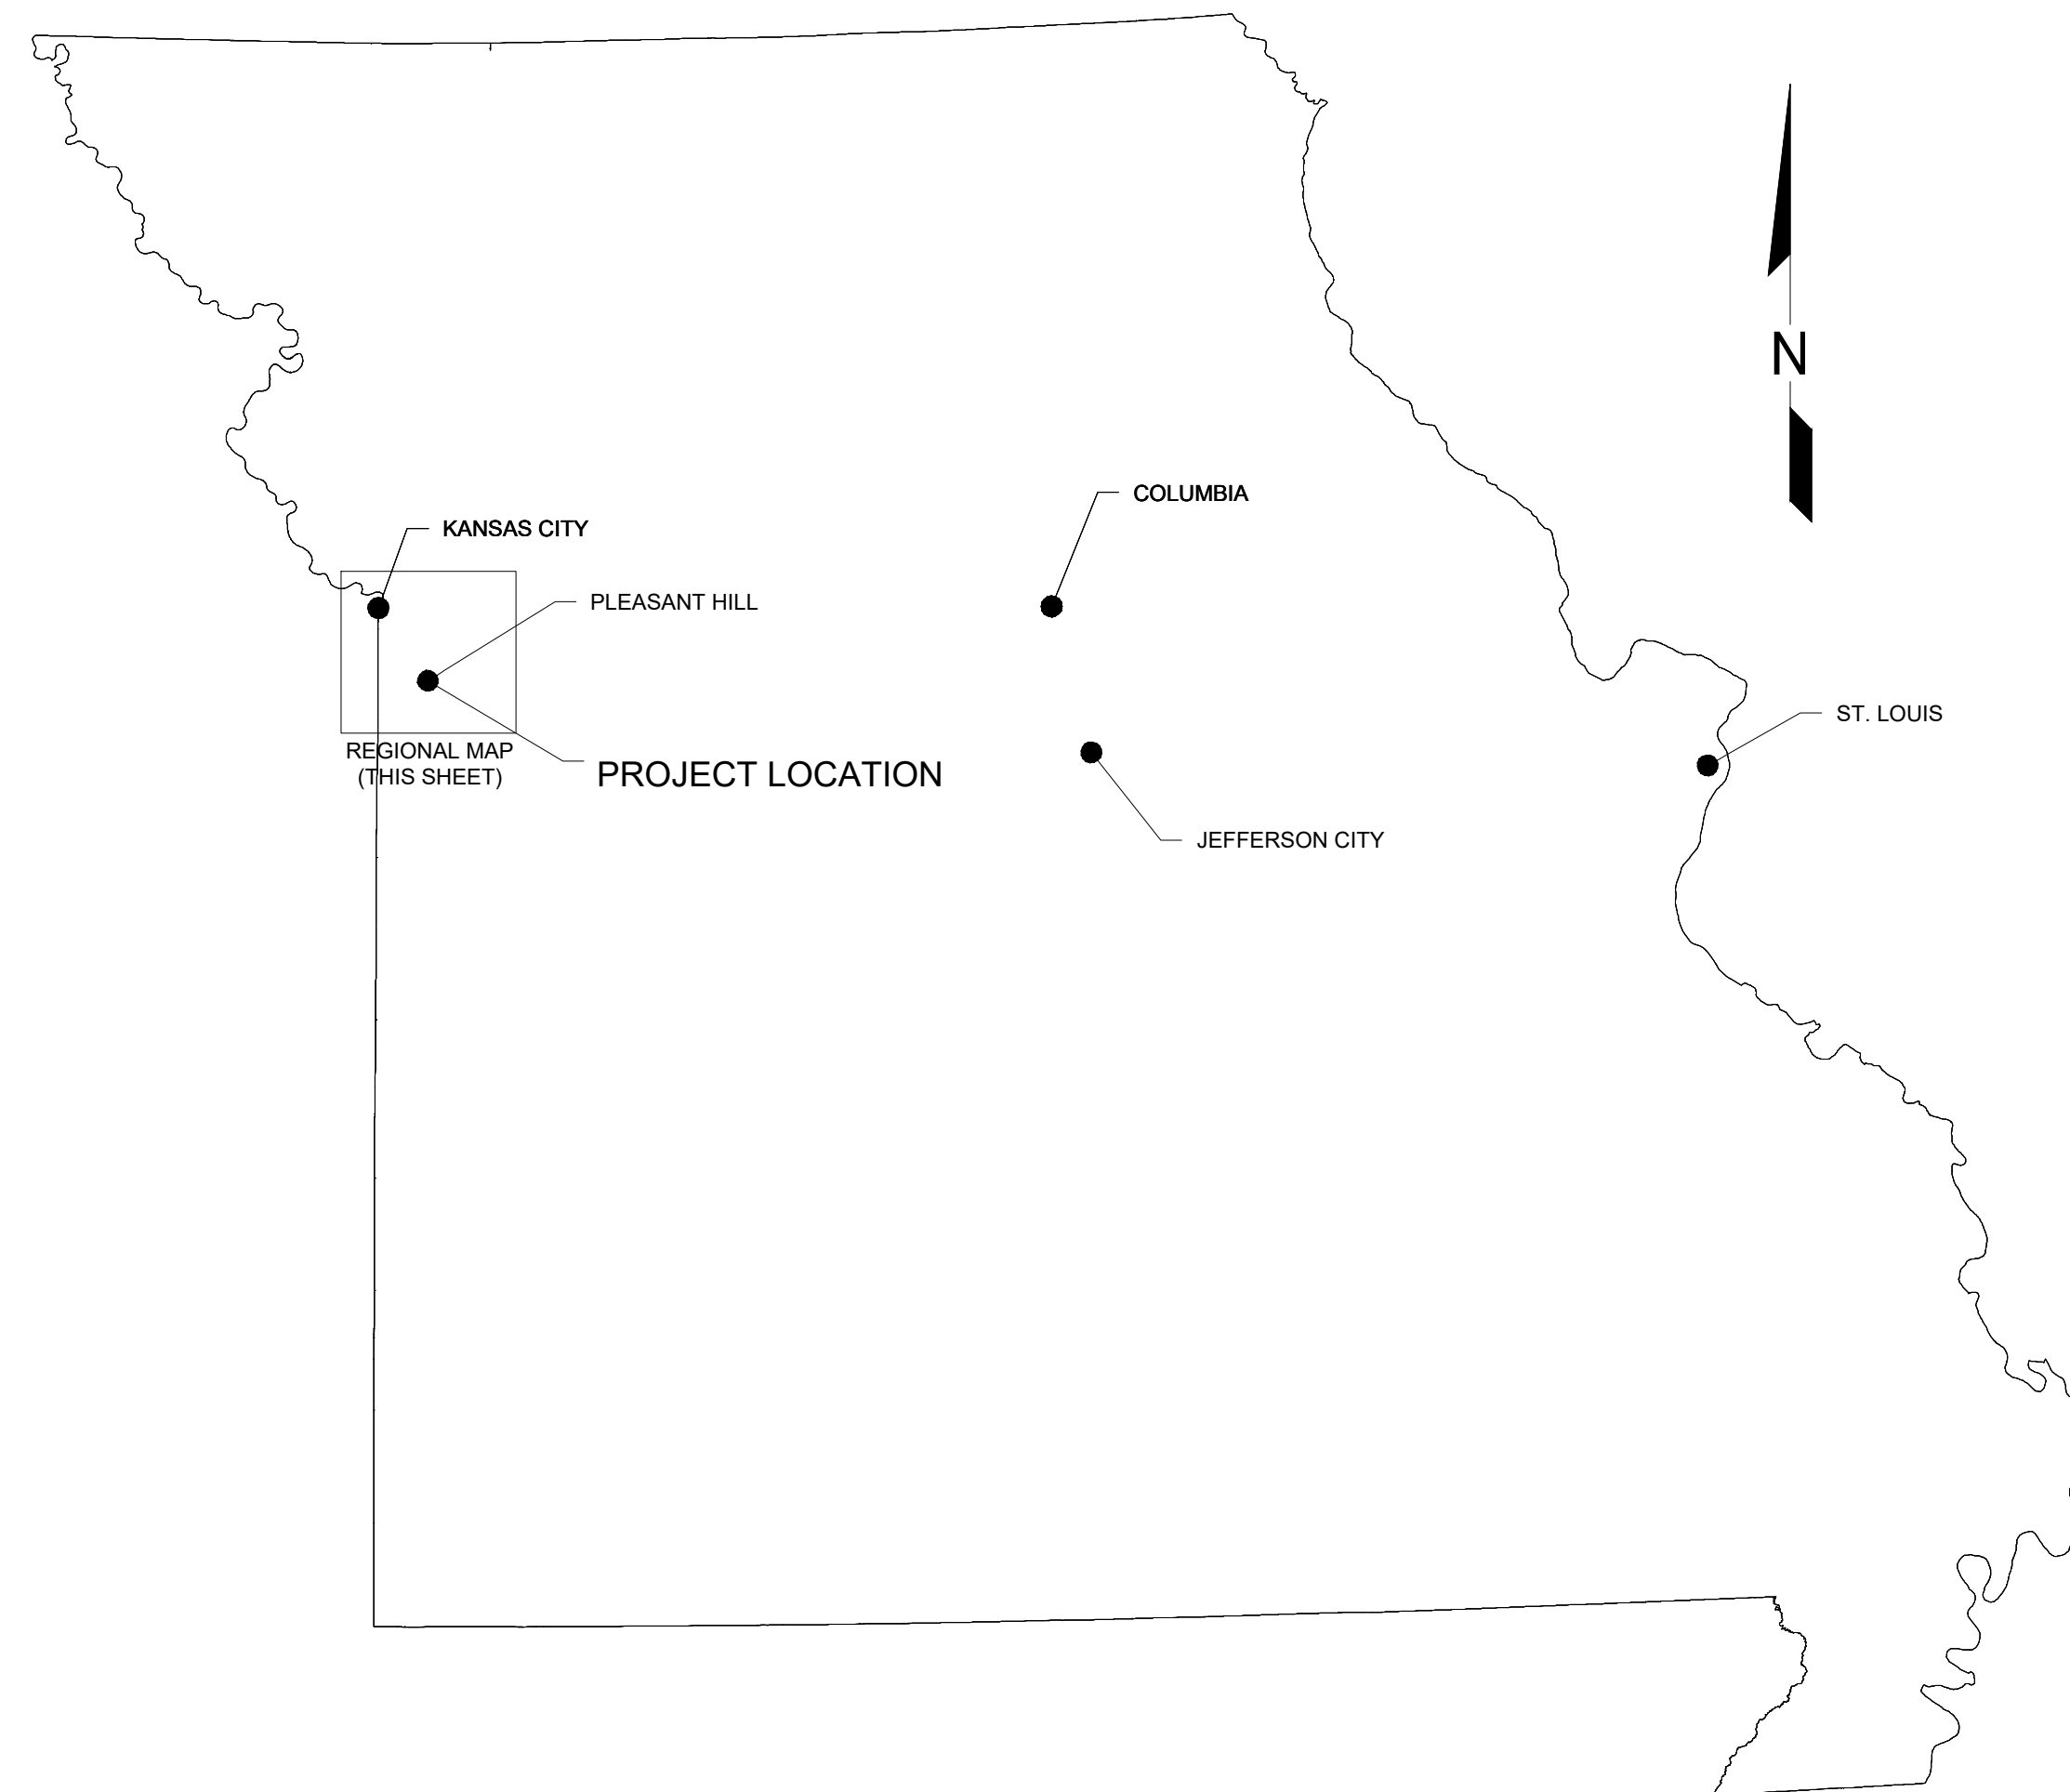 N
COLUMBIA
KANSAS CITY
PLEASANT HILL
ST. LOUIS
REGIONAL MAP
(THIS SHEET)
PROJECT LOCATION
JEFFERSON CITY